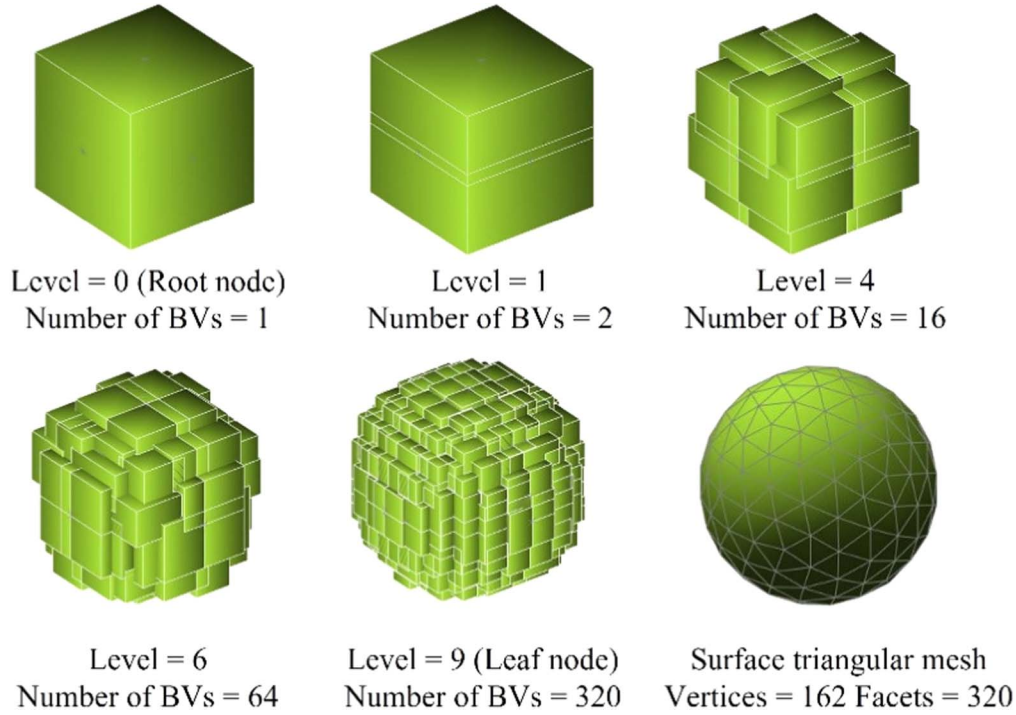 Level = 0 (Root node)
Number of BVs = 1
Level = 1
Number of BVs = 2
Level = 4
Number of BVs = 16
Level = 6
Number of BVs = 64
Level = 9 (Leaf node)
Number of BVs = 320
Surface triangular mesh
Vertices = 162 Facets = 320